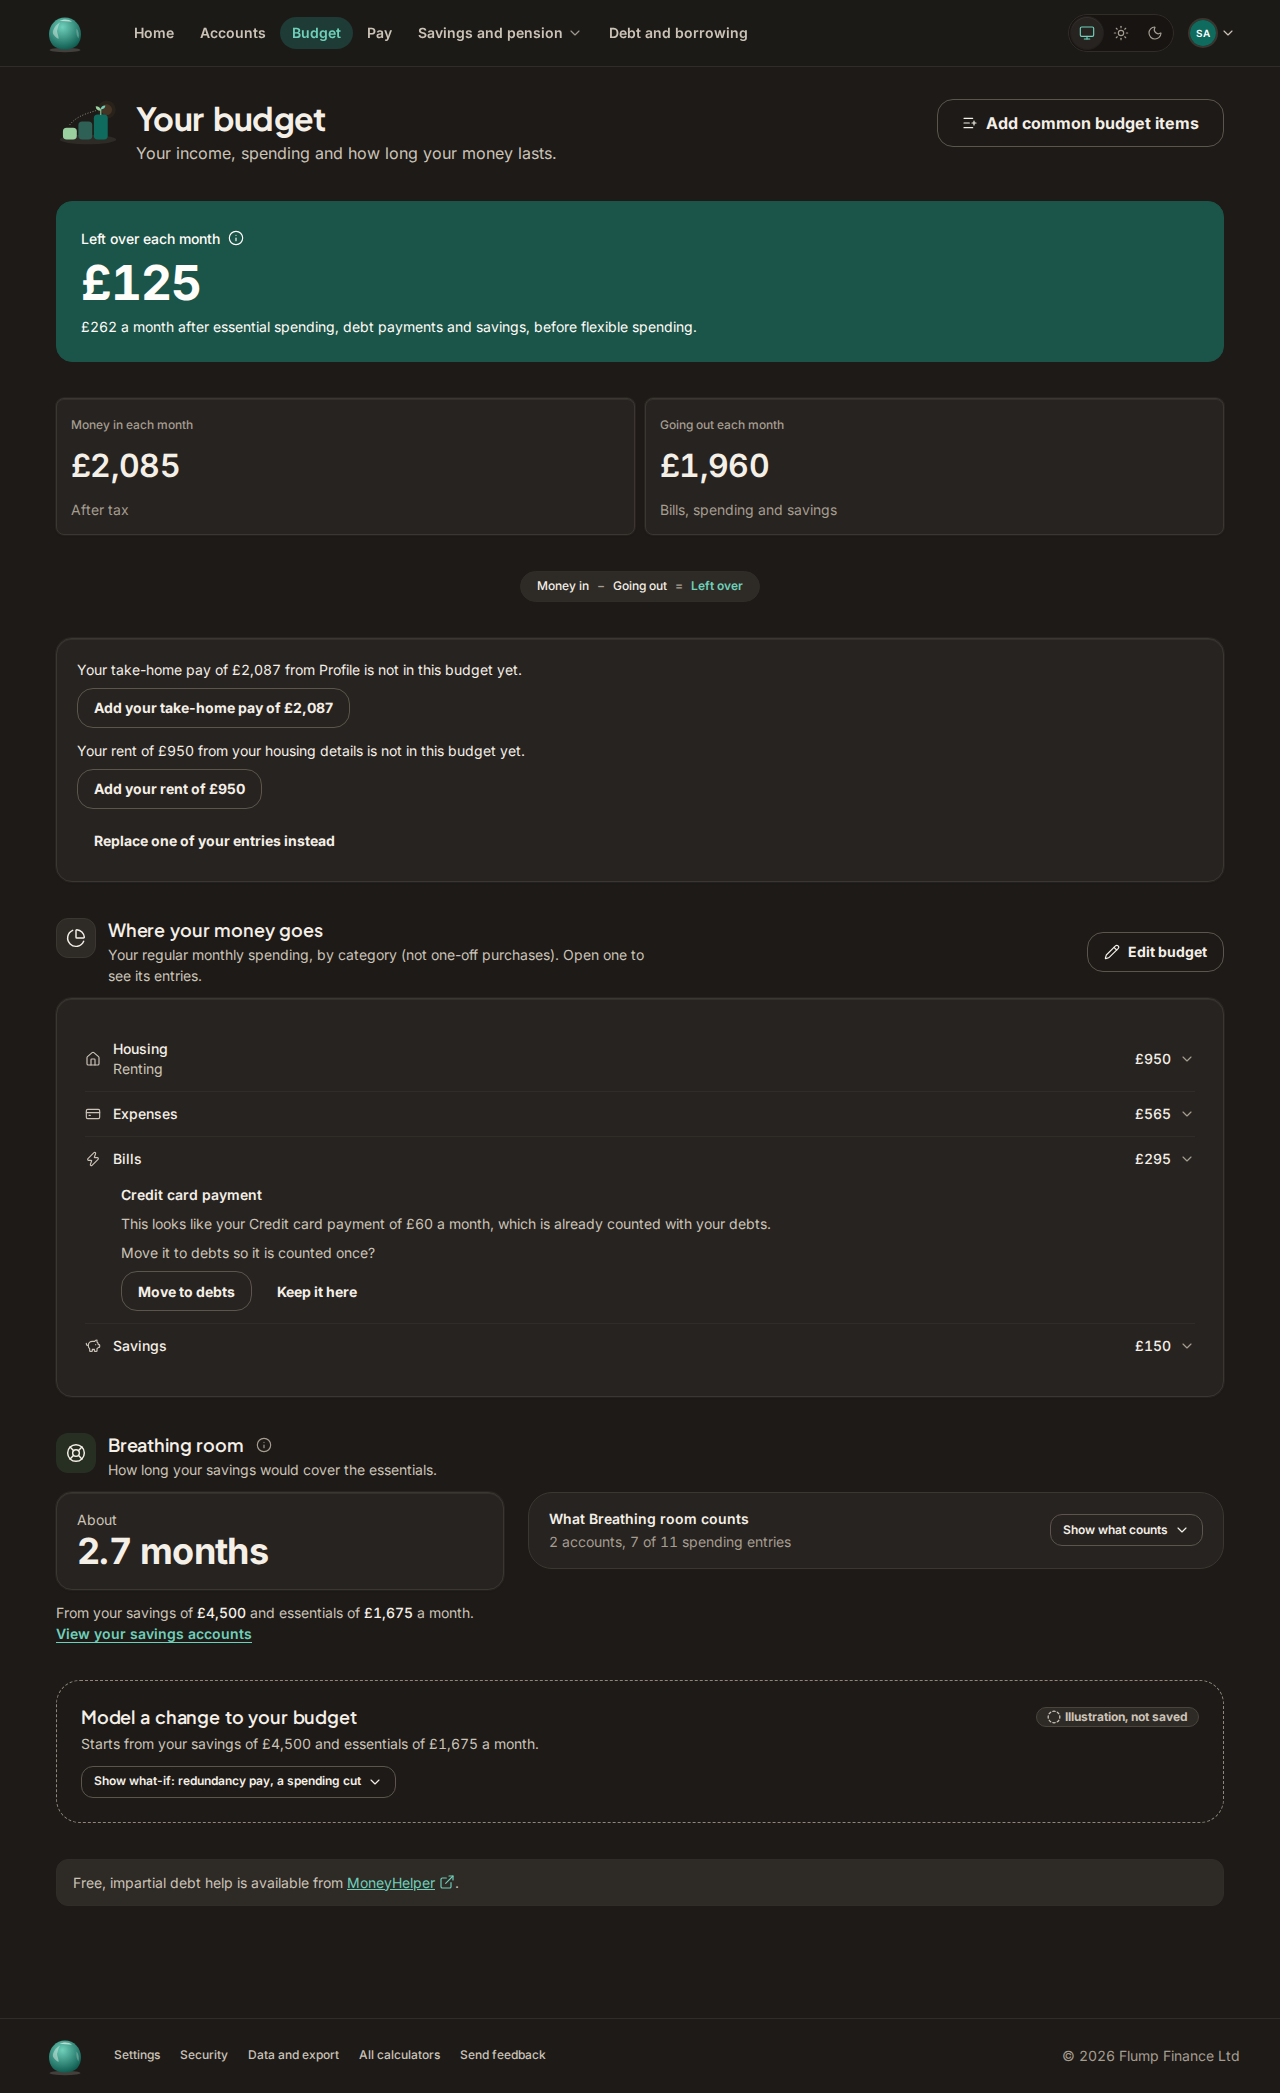 Home
Accounts
Budget
Pay
Savings and pension
Debt and borrowing
SA
Your budget
Your income, spending and how long your money lasts.
Add common budget items
Left over each month
£125
£262 a month after essential spending, debt payments and savings, before flexible spending.
Money in each month
£2,085
After tax
Going out each month
£1,960
Bills, spending and savings
Money in – Going out = Left over
Your take-home pay of £2,087 from Profile is not in this budget yet.
Add your take-home pay of £2,087
Your rent of £950 from your housing details is not in this budget yet.
Add your rent of £950
Replace one of your entries instead
Where your money goes
Your regular monthly spending, by category (not one-off purchases). Open one to
see its entries.
Edit budget
Housing
Renting
£950
Expenses
£565
Bills
£295
Credit card payment
This looks like your Credit card payment of £60 a month, which is already counted with your debts.
Move it to debts so it is counted once?
Move to debts
Keep it here
Savings
£150
Breathing room
How long your savings would cover the essentials.
About
2.7 months
From your savings of £4,500 and essentials of £1,675 a month.
View your savings accounts
What Breathing room counts
2 accounts, 7 of 11 spending entries
Show what counts
Model a change to your budget
Illustration, not saved
Starts from your savings of £4,500 and essentials of £1,675 a month.
Show what-if: redundancy pay, a spending cut
Free, impartial debt help is available from MoneyHelper.
Settings
Security
Data and export
All calculators
Send feedback
© 2026 Flump Finance Ltd